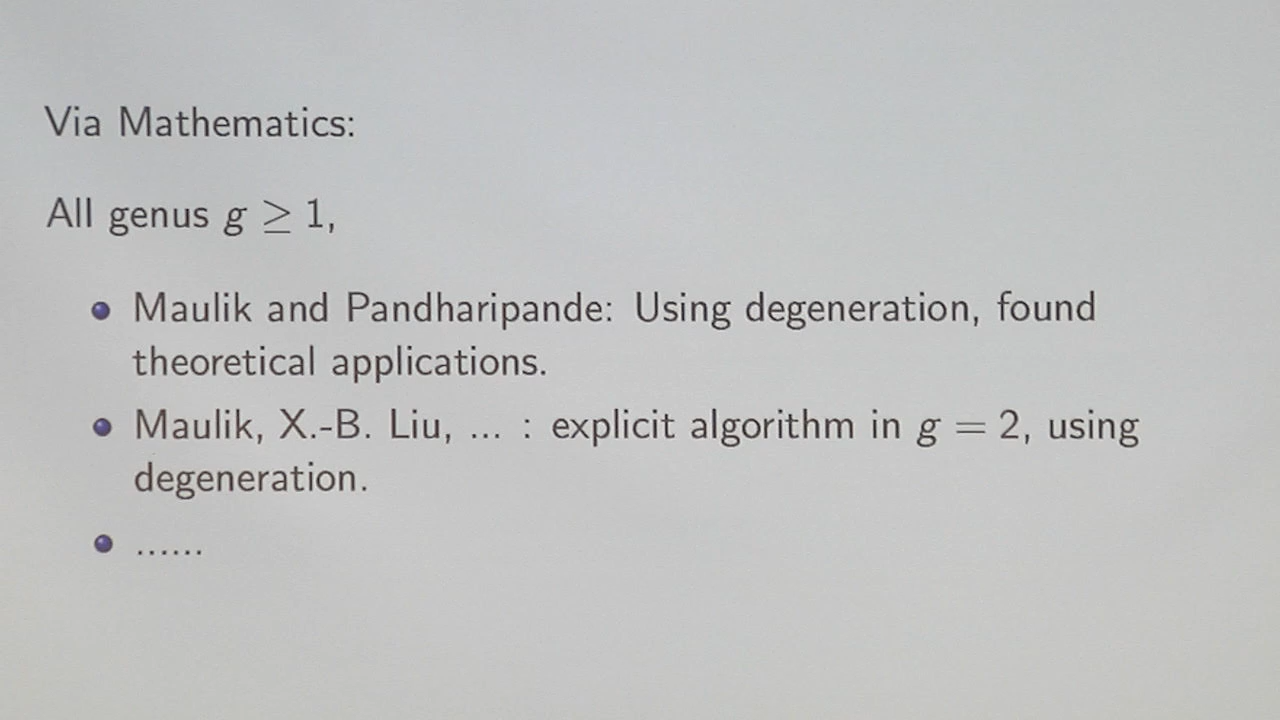 Via Mathematics:
All genus g ≥ 1,
Maulik and Pandharipande: Using degeneration, found
theoretical applications.
Maulik, X.-B. Liu, ... : explicit algorithm in g = 2, using
degeneration.
......